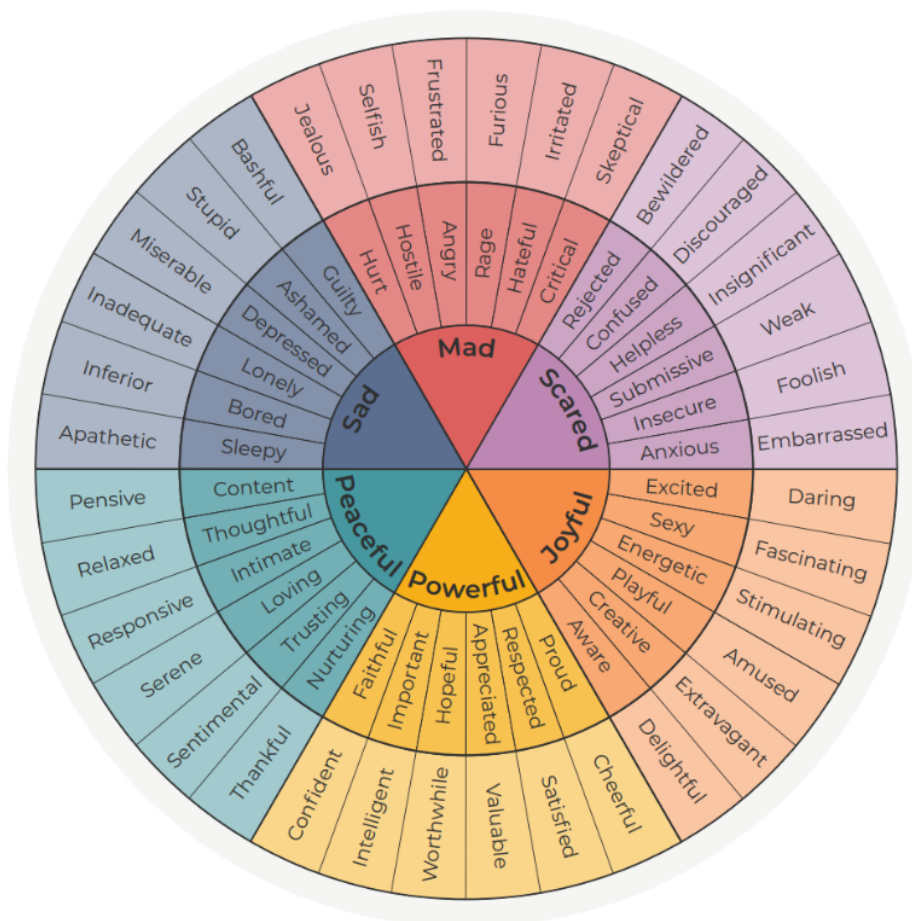 Mad
Hurt
Hostile
Angry
Rage
Hateful
Critical
Jealous
Selfish
Frustrated
Furious
Irritated
Skeptical
Scared
Rejected
Confused
Helpless
Submissive
Insecure
Anxious
Bewildered
Discouraged
Insignificant
Weak
Foolish
Embarrassed
Joyful
Excited
Sexy
Energetic
Playful
Creative
Aware
Daring
Fascinating
Stimulating
Amused
Extravagant
Delightful
Powerful
Proud
Respected
Appreciated
Hopeful
Important
Faithful
Cheerful
Satisfied
Valuable
Worthwhile
Intelligent
Confident
Peaceful
Nurturing
Trusting
Loving
Intimate
Thoughtful
Content
Thankful
Sentimental
Serene
Responsive
Relaxed
Pensive
Sad
Sleepy
Bored
Lonely
Depressed
Ashamed
Guilty
Apathetic
Inferior
Inadequate
Miserable
Stupid
Bashful